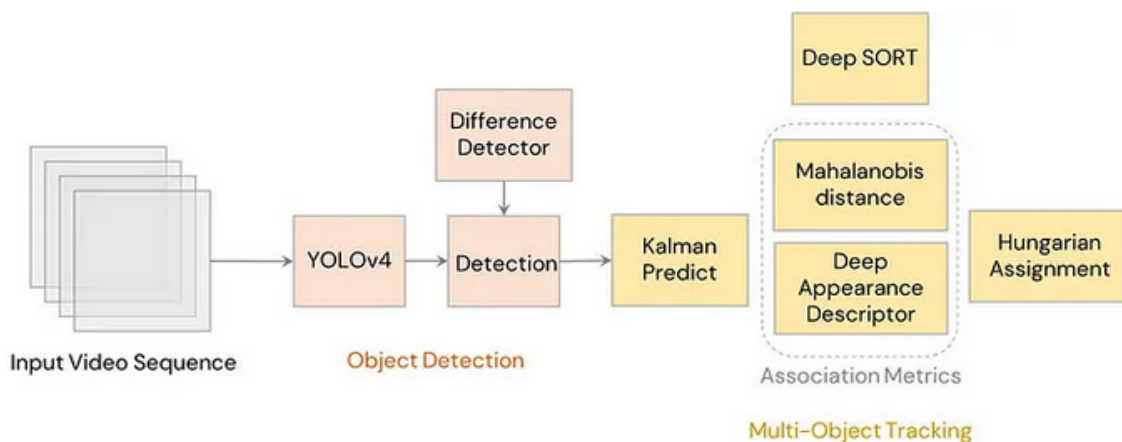 Deep SORT
Difference
Detector
Mahalanobis
distance
YOLOv4
Detection
Kalman
Predict
Deep
Appearance
Descriptor
Hungarian
Assignment
Input Video Sequence
Object Detection
Association Metrics
Multi-Object Tracking